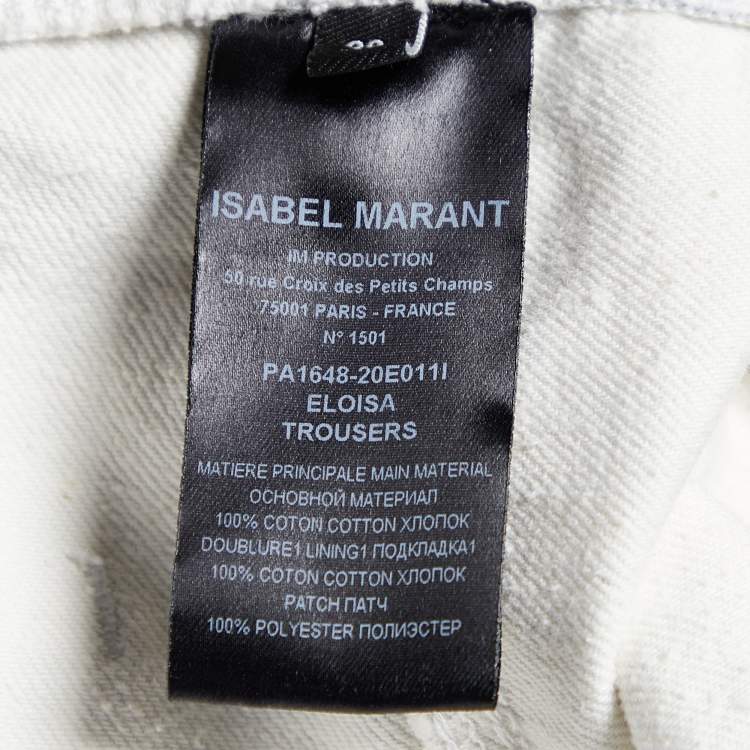 ISABEL MARANT
IM PRODUCTION
50 rue Croix des Petits Champs
75001 PARIS - FRANCE
N° 1501
PA1648-20E011I
ELOISA
TROUSERS
MATIERE PRINCIPALE MAIN MATERIAL
ОСНОВНОЙ МАТЕРИАЛ
100% COTON COTTON ХЛОПОК
DOUBLURE1 LINING1 ПОДКЛАДКА1
100% COTON COTTON ХЛОПОК
PATCH ПАТЧ
100% POLYESTER ПОЛИЭСТЕР